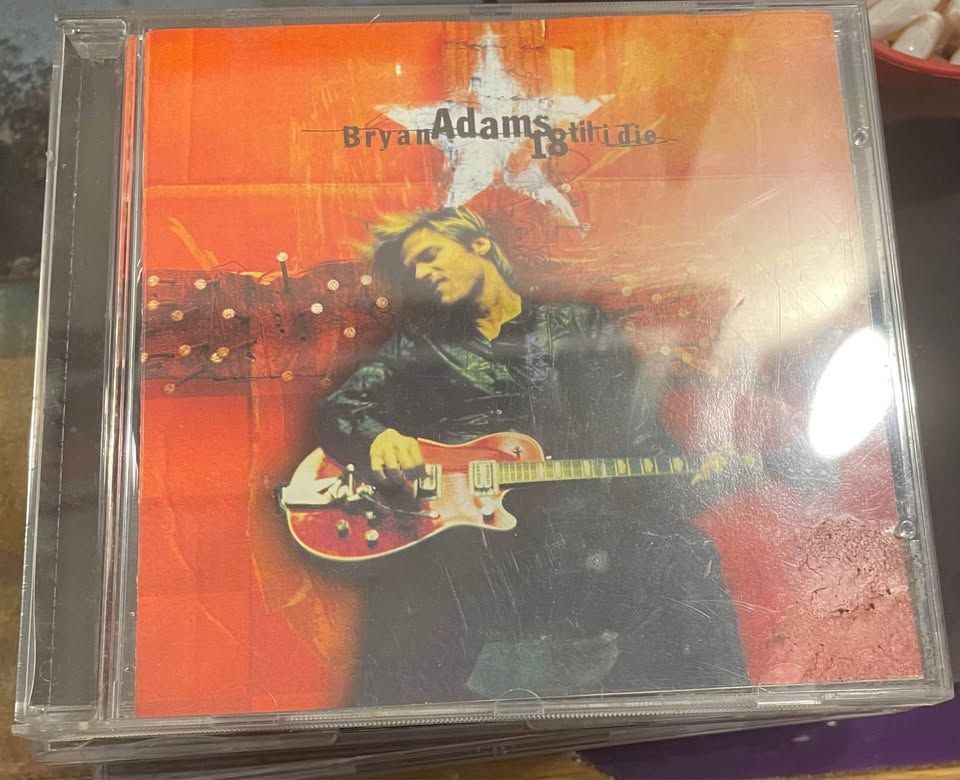 Bryan Adams
18 til i die